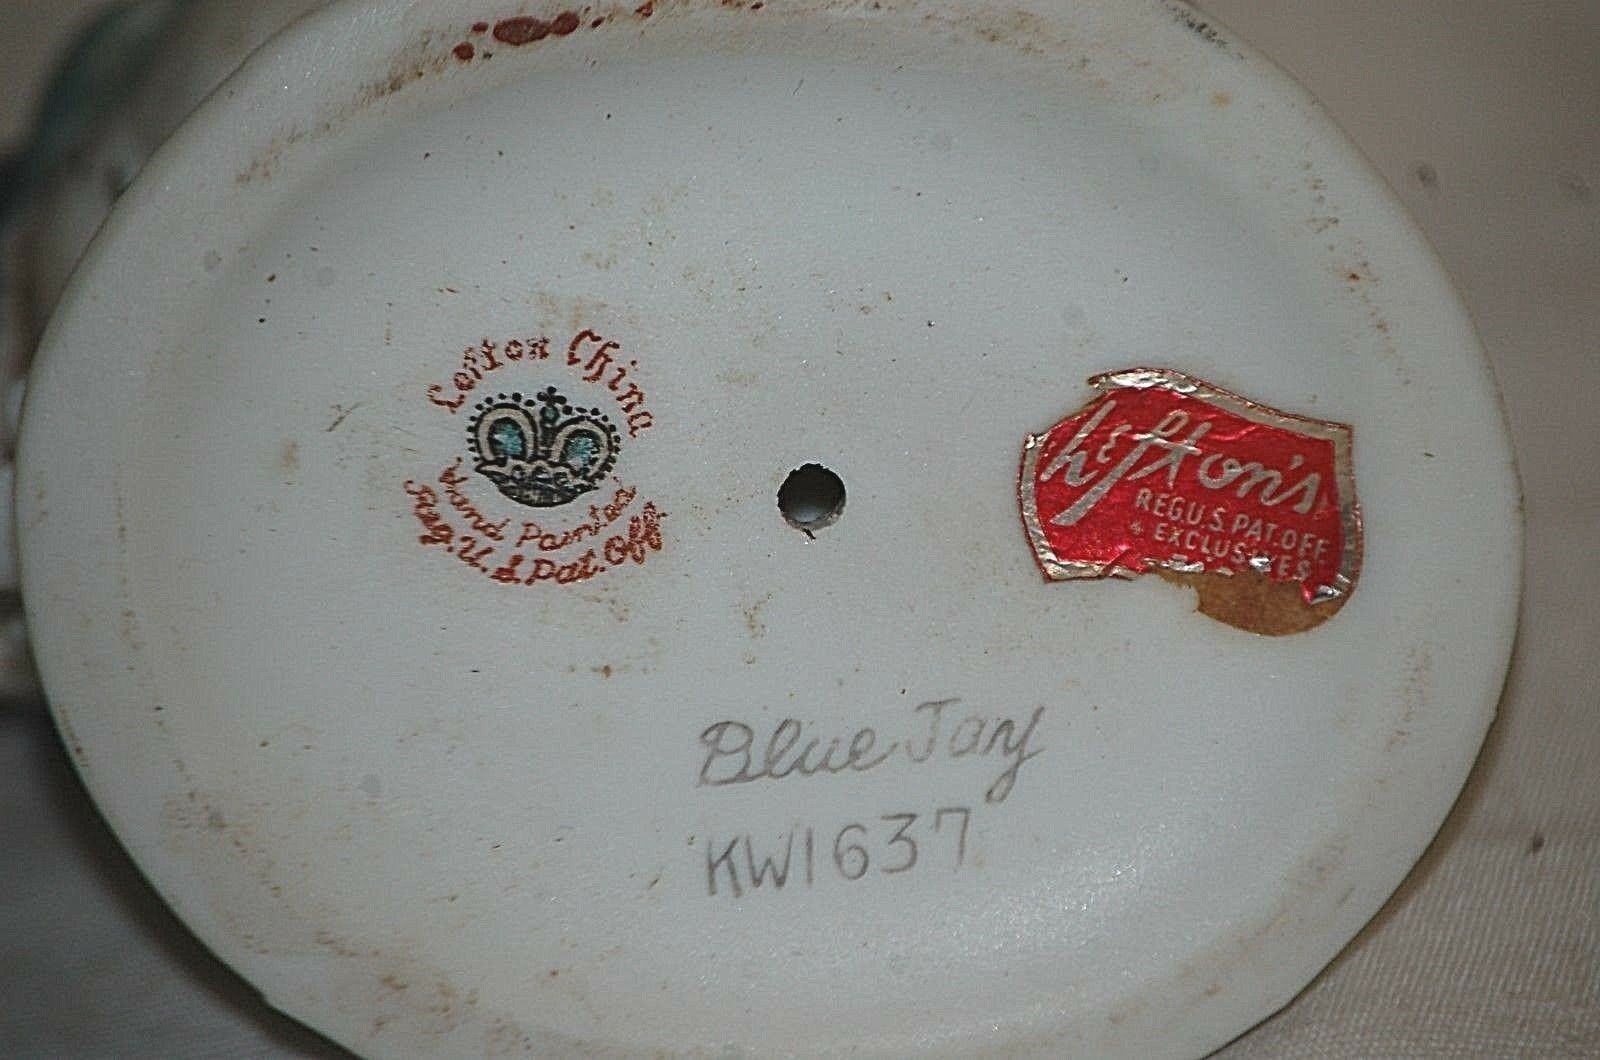 Lefton China
Hand Painted
Reg. U.S Pat. Off.
Lefton's
REG.U.S. PAT.OFF
EXCLUSIVES
Blue Jay
KW1637